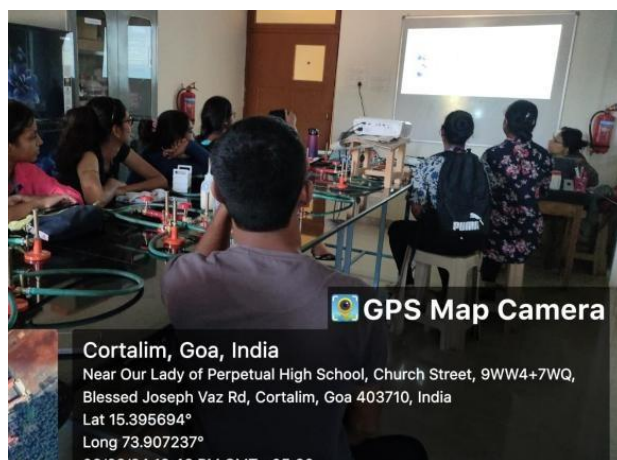 PUMA
GPS Map Camera
Cortalim, Goa, India
Near Our Lady of Perpetual High School, Church Street, 9WW4+7WQ,
Blessed Joseph Vaz Rd, Cortalim, Goa 403710, India
Lat 15.395694°
Long 73.907237°